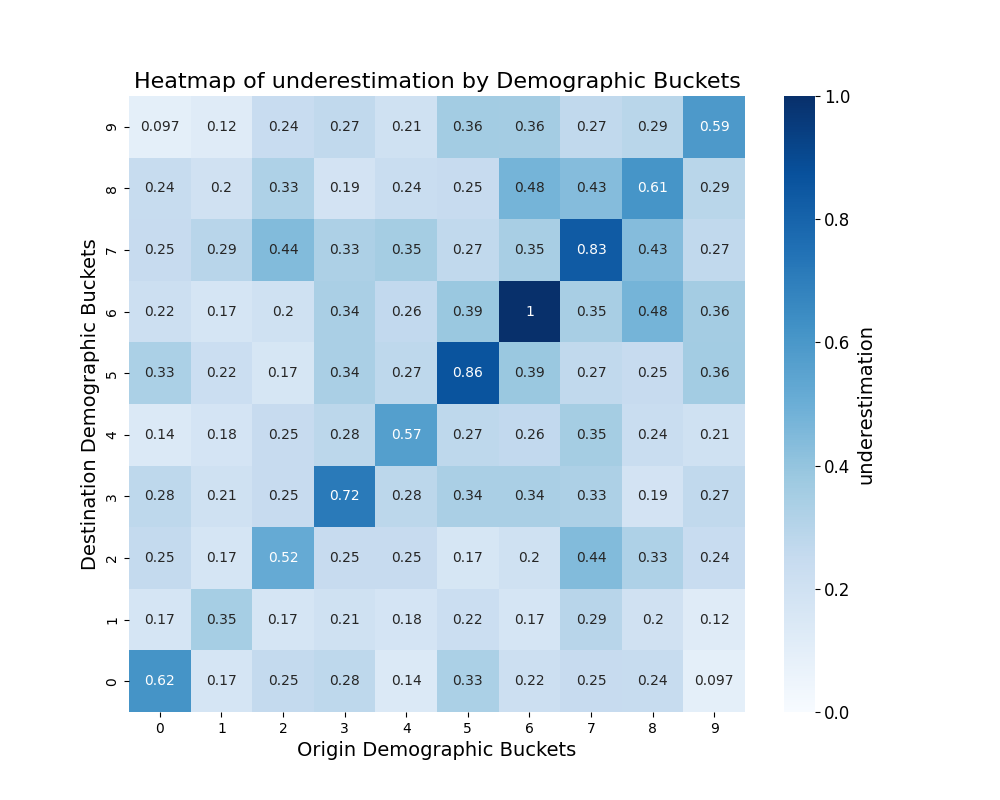 Heatmap of underestimation by Demographic Buckets
Destination Demographic Buckets
9 0.097 0.12 0.24 0.27 0.21 0.36 0.36 0.27 0.29 0.59
8 0.24 0.2 0.33 0.19 0.24 0.25 0.48 0.43 0.61 0.29
7 0.25 0.29 0.44 0.33 0.35 0.27 0.35 0.83 0.43 0.27
6 0.22 0.17 0.2 0.34 0.26 0.39 1 0.35 0.48 0.36
5 0.33 0.22 0.17 0.34 0.27 0.86 0.39 0.27 0.25 0.36
4 0.14 0.18 0.25 0.28 0.57 0.27 0.26 0.35 0.24 0.21
3 0.28 0.21 0.25 0.72 0.28 0.34 0.34 0.33 0.19 0.27
2 0.25 0.17 0.52 0.25 0.25 0.17 0.2 0.44 0.33 0.24
1 0.17 0.35 0.17 0.21 0.18 0.22 0.17 0.29 0.2 0.12
0 0.62 0.17 0.25 0.28 0.14 0.33 0.22 0.25 0.24 0.097
0 1 2 3 4 5 6 7 8 9
Origin Demographic Buckets
1.0
0.8
0.6
0.4
0.2
0.0
underestimation